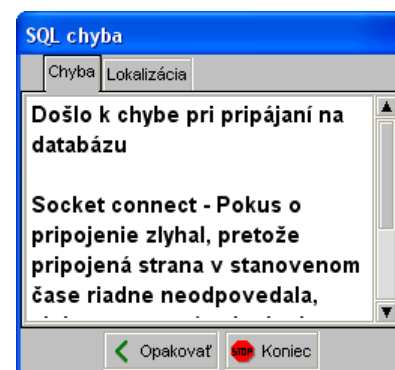 SQL chyba
Chyba Lokalizácia
Došlo k chybe pri pripájaní na
databázu
Socket connect - Pokus o
pripojenie zlyhal, pretože
pripojená strana v stanovenom
čase riadne neodpovedala,
Opakovať STOP Koniec